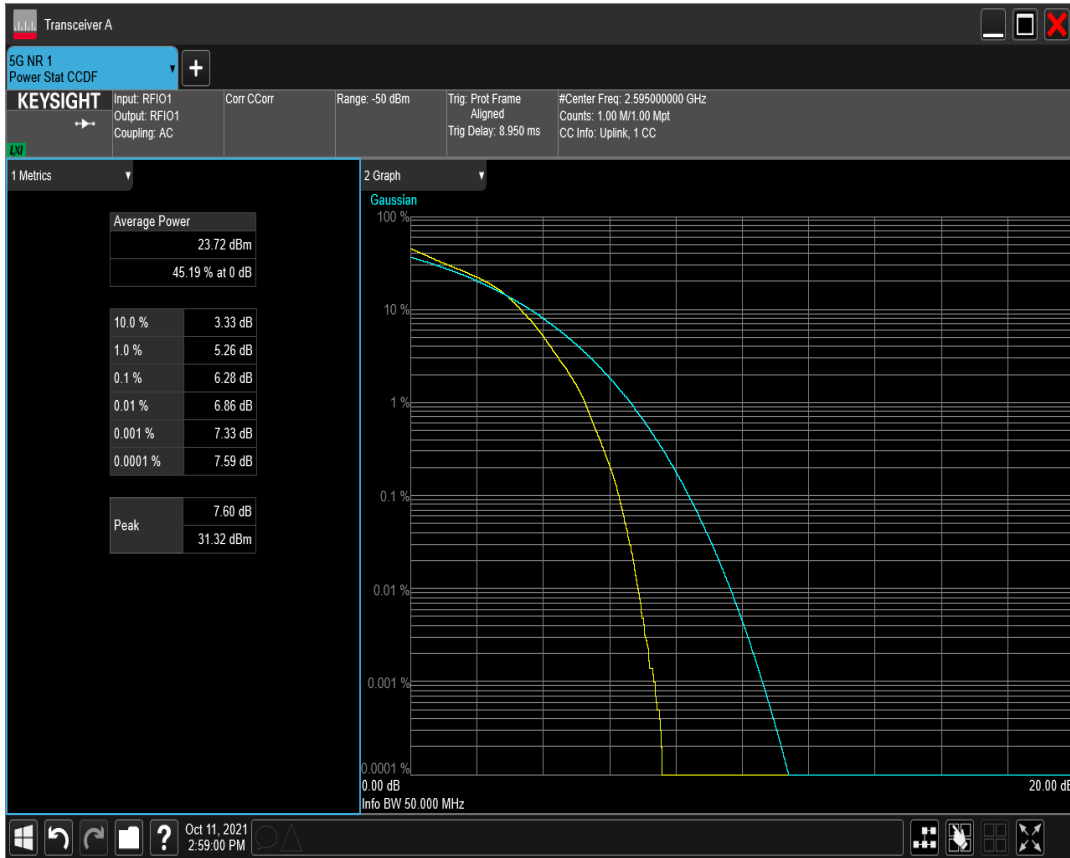 Transceiver A
5G NR 1
Power Stat CCDF
+
KEYSIGHT
LXI
Input: RFIO1
Output: RFIO1
Coupling: AC
Corr CCorr
Range: -50 dBm
Trig: Prot Frame
Aligned
Trig Delay: 8.950 ms
#Center Freq: 2.595000000 GHz
Counts: 1.00 M/1.00 Mpt
CC Info: Uplink, 1 CC
1 Metrics
Average Power
23.72 dBm
45.19 % at 0 dB
10.0 % 3.33 dB
1.0 % 5.26 dB
0.1 % 6.28 dB
0.01 % 6.86 dB
0.001 % 7.33 dB
0.0001 % 7.59 dB
Peak 7.60 dB
31.32 dBm
2 Graph
Gaussian
100 %
10 %
1 %
0.1 %
0.01 %
0.001 %
0.0001 %
0.00 dB 20.00 dB
Info BW 50.000 MHz
?
Oct 11, 2021
2:59:00 PM